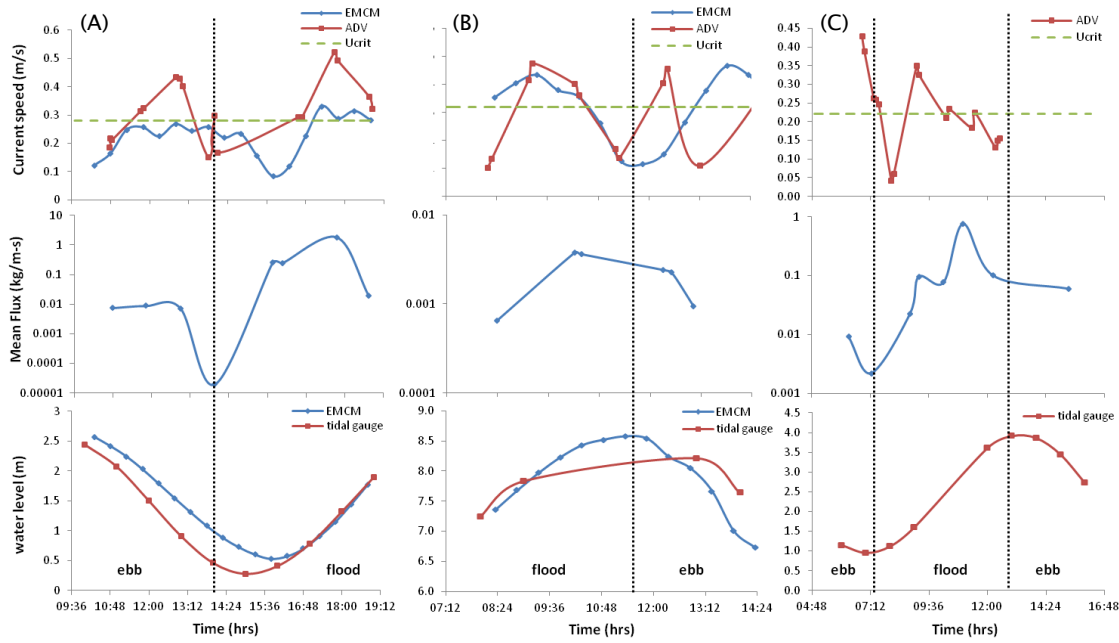 (A)
EMCM
ADV
Ucrit
Current speed (m/s)
0.6
0.5
0.4
0.3
0.2
0.1
0
(B)
EMCM
ADV
Ucrit
(C)
ADV
Ucrit
0.45
0.40
0.35
0.30
0.25
0.20
0.15
0.10
0.05
0.00
Mean Flux (kg/m-s)
10
1
0.1
0.01
0.001
0.0001
0.00001
0.01
0.001
0.0001
1
0.1
0.01
0.001
water level (m)
3
2.5
2
1.5
1
0.5
0
EMCM
tidal gauge
ebb
flood
09:36 10:48 12:00 13:12 14:24 15:36 16:48 18:00 19:12
Time (hrs)
9.0
8.5
8.0
7.5
7.0
6.5
6.0
EMCM
tidal gauge
flood
ebb
07:12 08:24 09:36 10:48 12:00 13:12 14:24
Time (hrs)
4.5
4.0
3.5
3.0
2.5
2.0
1.5
1.0
0.5
0.0
tidal gauge
ebb
flood
ebb
04:48 07:12 09:36 12:00 14:24 16:48
Time (hrs)